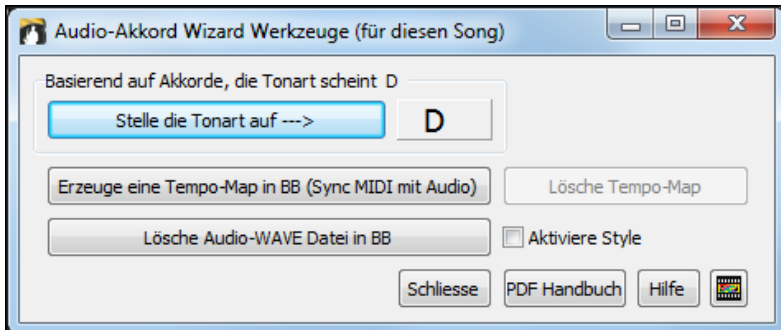 Audio-Akkord Wizard Werkzeuge (für diesen Song)
Basierend auf Akkorde, die Tonart scheint D
Stelle die Tonart auf ---> D
Erzeuge eine Tempo-Map in BB (Sync MIDI mit Audio) Lösche Tempo-Map
Lösche Audio-WAVE Datei in BB Aktiviere Style
Schliesse PDF Handbuch Hilfe